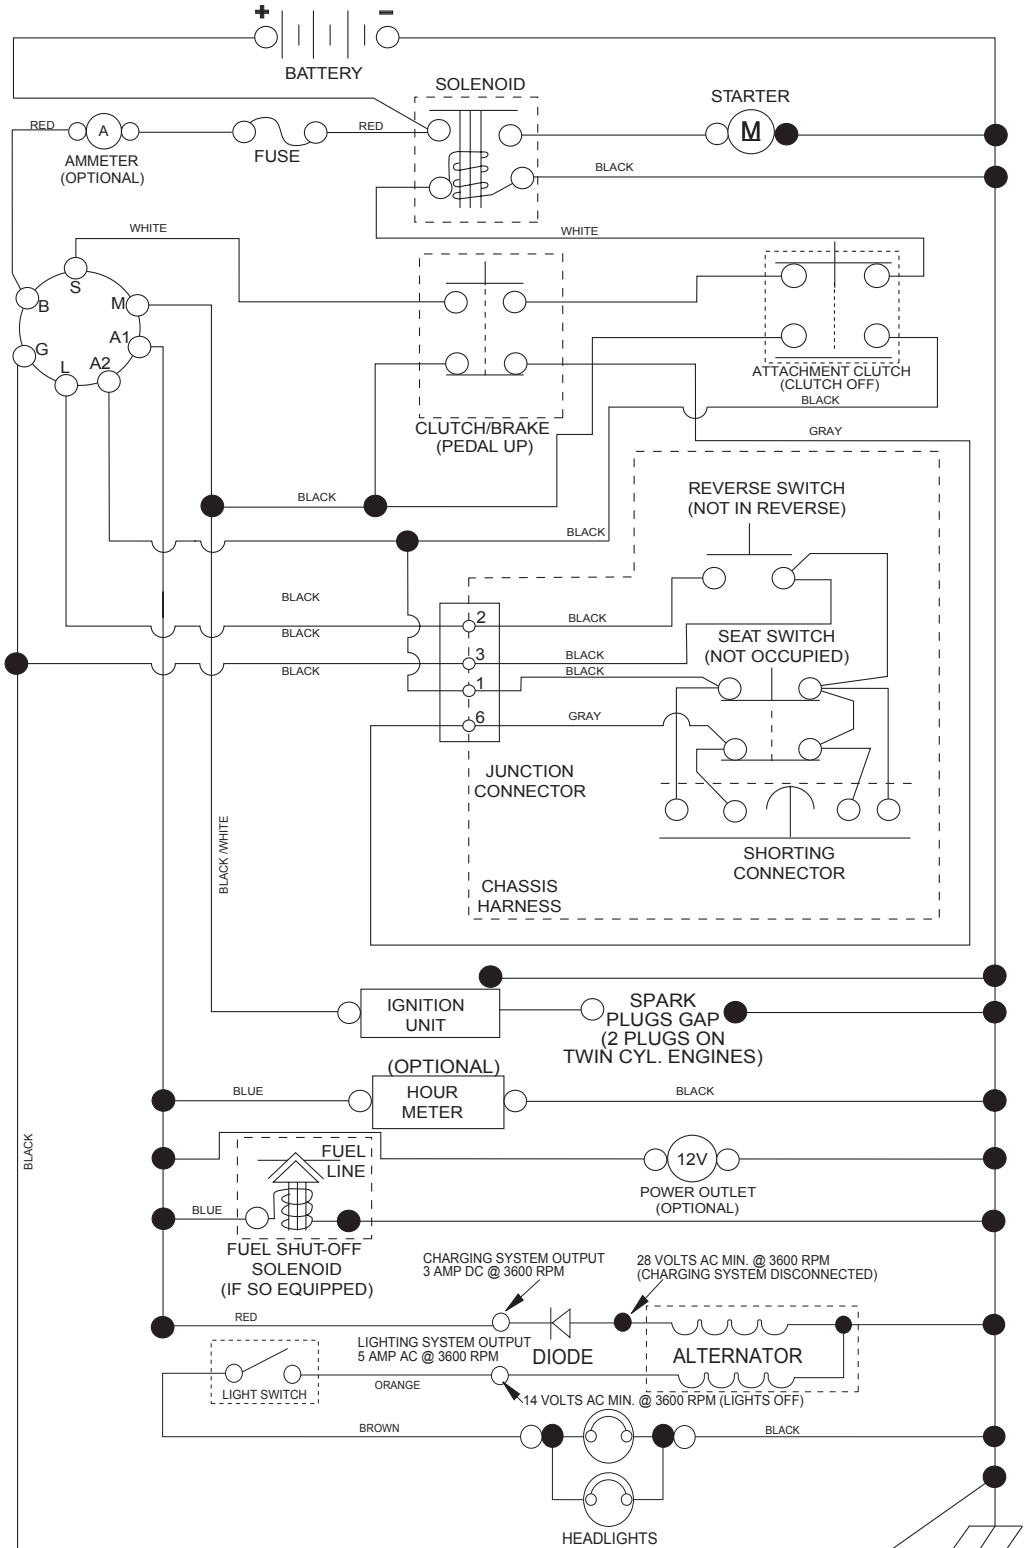 +
–
BATTERY
SOLENOID
STARTER
RED
A
RED
M
AMMETER
(OPTIONAL)
FUSE
BLACK
WHITE
WHITE
S
B
M
A1
G
L
A2
ATTACHMENT CLUTCH
(CLUTCH OFF)
BLACK
CLUTCH/BRAKE
(PEDAL UP)
GRAY
REVERSE SWITCH
(NOT IN REVERSE)
BLACK
BLACK
BLACK
2
BLACK
BLACK
SEAT SWITCH
(NOT OCCUPIED)
3
BLACK
BLACK
BLACK
1
6
GRAY
JUNCTION
CONNECTOR
BLACK /WHITE
SHORTING
CONNECTOR
CHASSIS
HARNESS
IGNITION
UNIT
SPARK
PLUGS GAP
(2 PLUGS ON
TWIN CYL. ENGINES)
(OPTIONAL)
HOUR
METER
BLUE
BLACK
BLACK
FUEL
LINE
12V
POWER OUTLET
(OPTIONAL)
BLUE
FUEL SHUT-OFF
SOLENOID
(IF SO EQUIPPED)
CHARGING SYSTEM OUTPUT
3 AMP DC @ 3600 RPM
28 VOLTS AC MIN. @ 3600 RPM
(CHARGING SYSTEM DISCONNECTED)
RED
LIGHTING SYSTEM OUTPUT
5 AMP AC @ 3600 RPM
DIODE
ALTERNATOR
LIGHT SWITCH
ORANGE
14 VOLTS AC MIN. @ 3600 RPM (LIGHTS OFF)
BROWN
BLACK
HEADLIGHTS